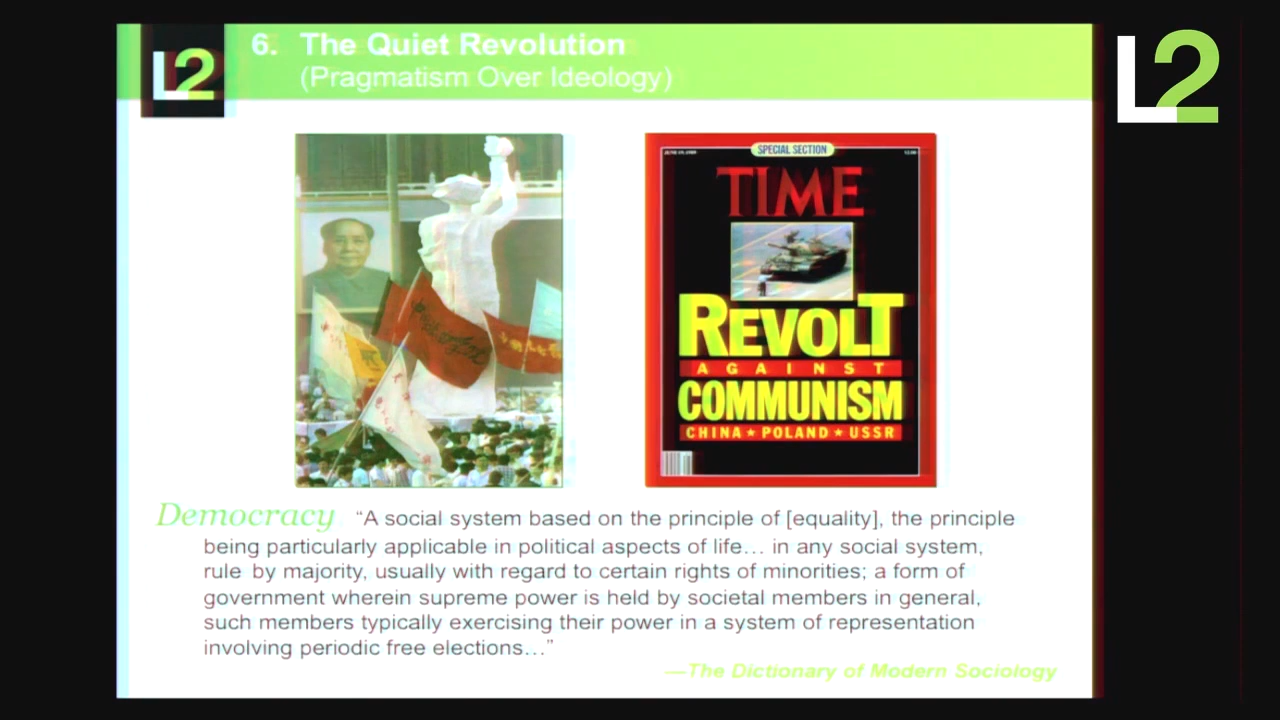 L2
6. The Quiet Revolution
(Pragmatism Over Ideology)
L2
SPECIAL SECTION
TIME
REVOLT
AGAINST
COMMUNISM
CHINA ★ POLAND ★ USSR
Democracy “A social system based on the principle of [equality], the principle
being particularly applicable in political aspects of life… in any social system,
rule by majority, usually with regard to certain rights of minorities; a form of
government wherein supreme power is held by societal members in general,
such members typically exercising their power in a system of representation
involving periodic free elections…”
—The Dictionary of Modern Sociology